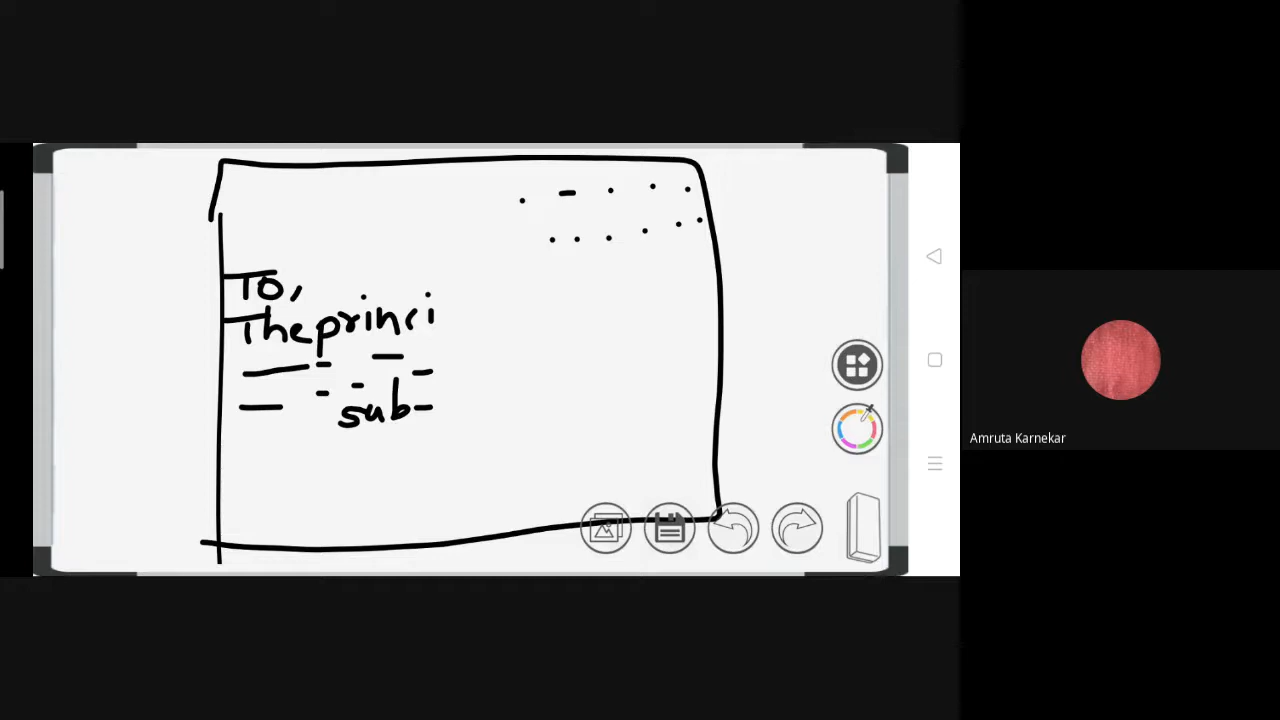 To,
The princi
sub-
Amruta Karnekar